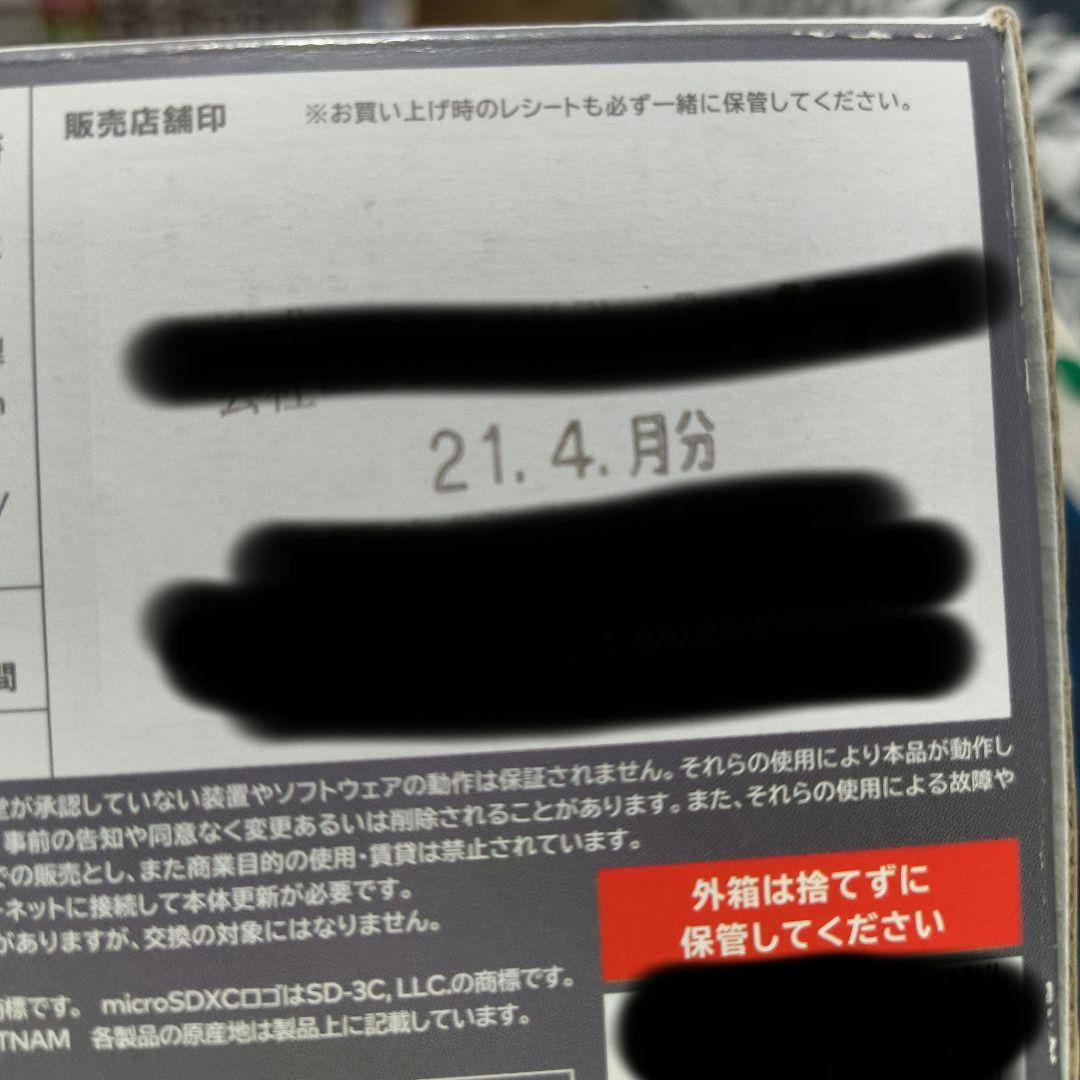 販売店舗印
※お買い上げ時のレシートも必ず一緒に保管してください。
会社
21. 4. 月分
間
が承認していない装置やソフトウェアの動作は保証されません。それらの使用により本品が動作し
事前の告知や同意なく変更あるいは削除されることがあります。また、それらの使用による故障や
での販売とし、また商業目的の使用・賃貸は禁止されています。
ーネットに接続して本体更新が必要です。
がありますが、交換の対象にはなりません。
外箱は捨てずに
保管してください
商標です。 microSDXCロゴはSD-3C, LLC.の商標です。
TNAM 各製品の原産地は製品上に記載しています。